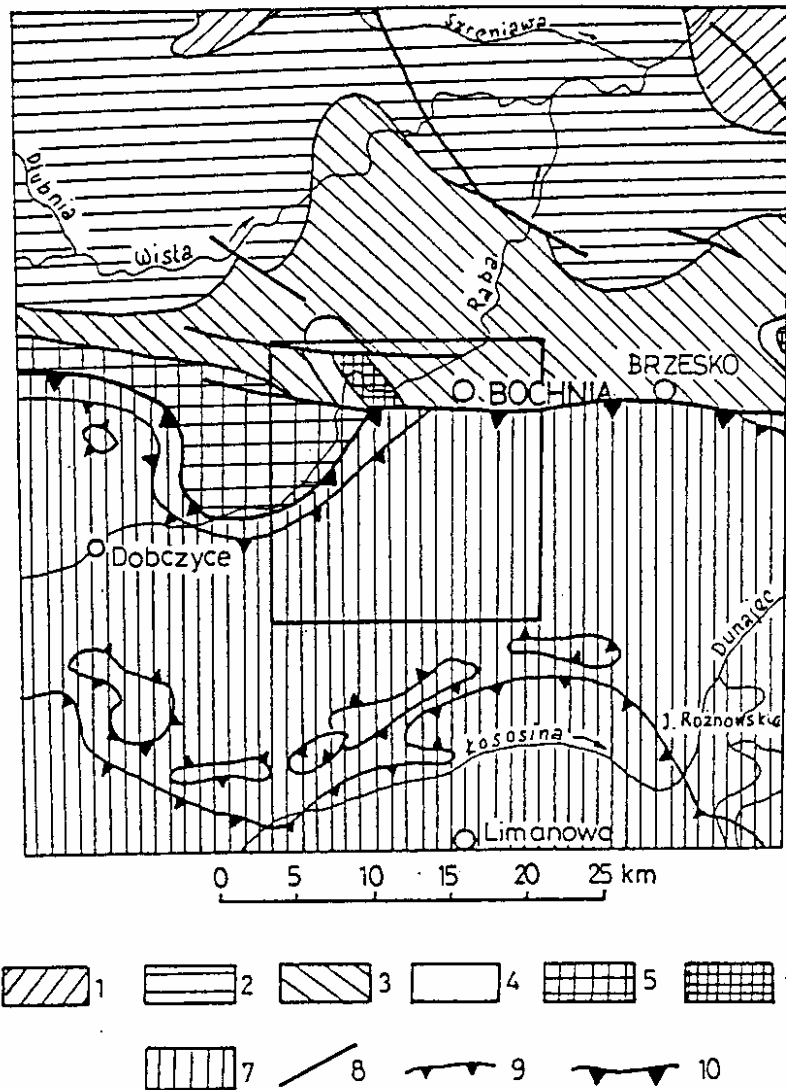 Szreniawa
Dłubnia
Wisła
Raba
BRZESKO
BOCHNIA
Dobczyce
Dunajec
J. Rożnowskie
Łososina
Limanowa
0 5 10 15 20 25 km
1 2 3 4 5
7 8 9 10